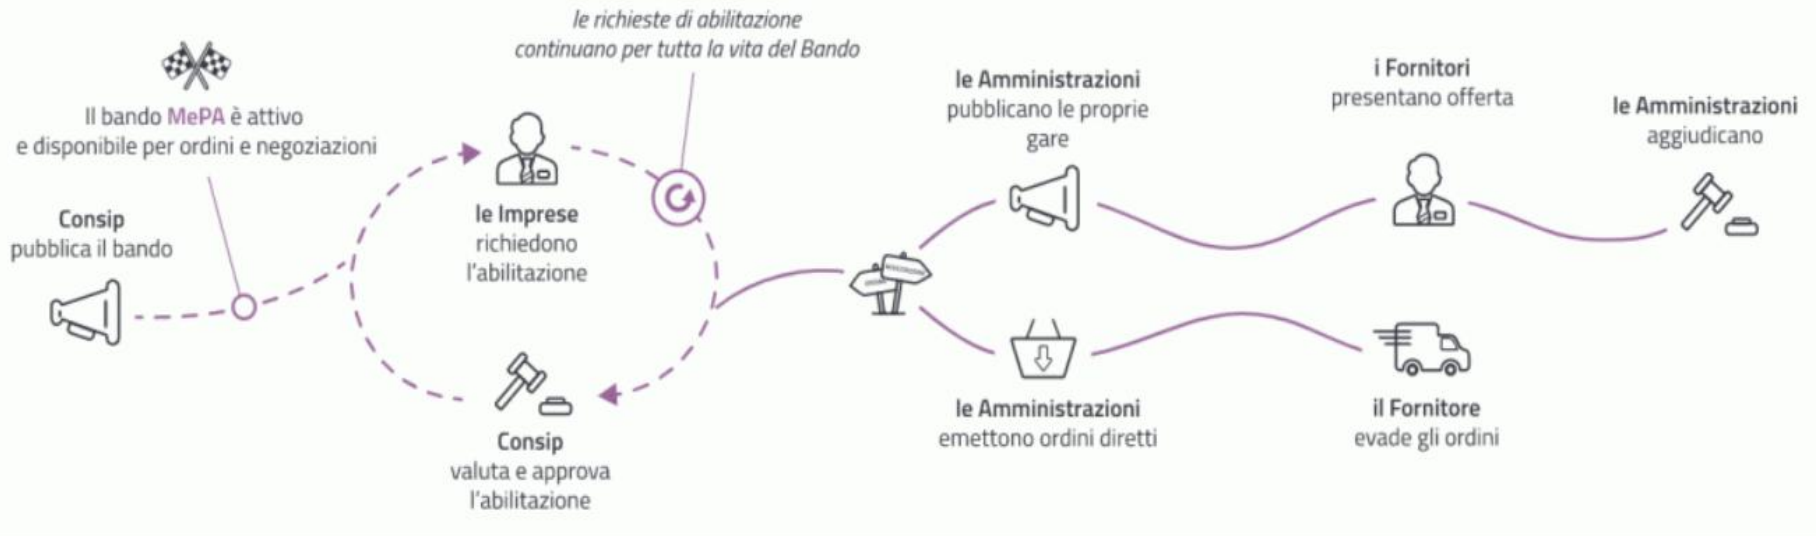 le richieste di abilitazione
continuano per tutta la vita del Bando
Il bando MePA è attivo
e disponibile per ordini e negoziazioni
Consip
pubblica il bando
le Imprese
richiedono
l'abilitazione
Consip
valuta e approva
l'abilitazione
le Amministrazioni
pubblicano le proprie
gare
i Fornitori
presentano offerta
le Amministrazioni
aggiudicano
le Amministrazioni
emettono ordini diretti
il Fornitore
evade gli ordini